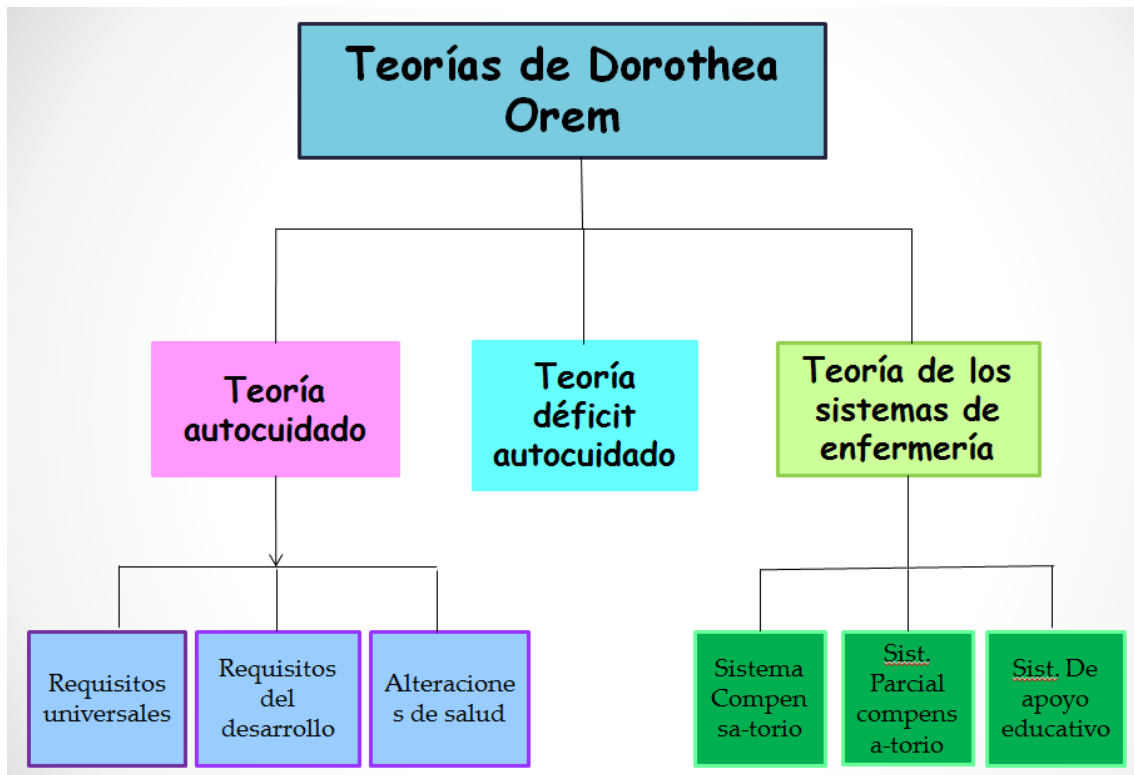 Teorías de Dorothea
Orem
Teoría
autocuidado
Teoría
déficit
autocuidado
Teoría de los
sistemas de
enfermería
Requisitos
universales
Requisitos
del
desarrollo
Alteracione
s de salud
Sistema
Compen
sa-torio
Sist.
Parcial
compens
a-torio
Sist. De
apoyo
educativo